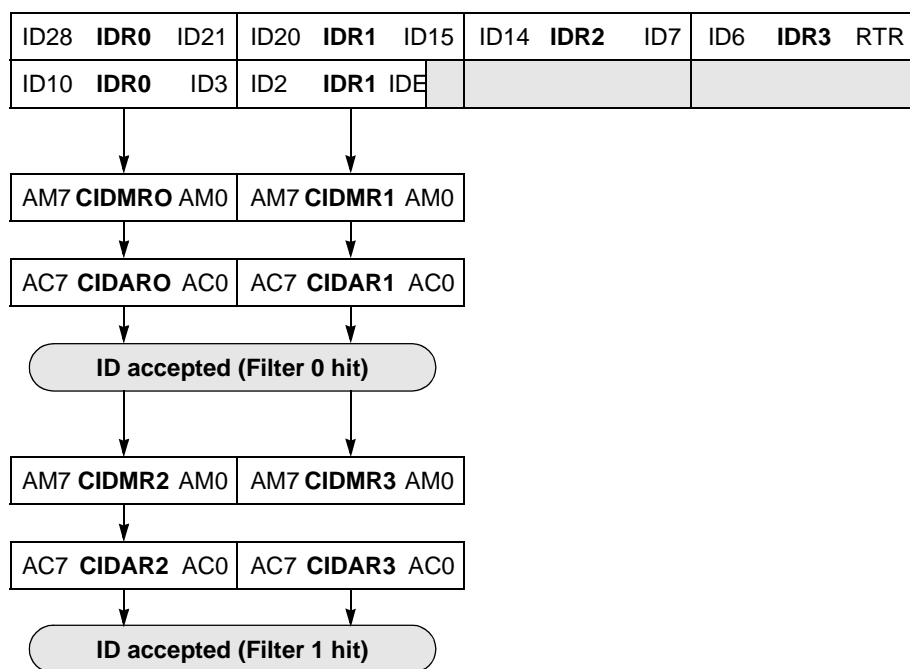 ID28 IDR0 ID21 ID20 IDR1 ID15 ID14 IDR2 ID7 ID6 IDR3 RTR
ID10 IDR0 ID3 ID2 IDR1 IDE
AM7 CIDMRO AM0 AM7 CIDMR1 AM0
AC7 CIDARO AC0 AC7 CIDAR1 AC0
ID accepted (Filter 0 hit)
AM7 CIDMR2 AM0 AM7 CIDMR3 AM0
AC7 CIDAR2 AC0 AC7 CIDAR3 AC0
ID accepted (Filter 1 hit)